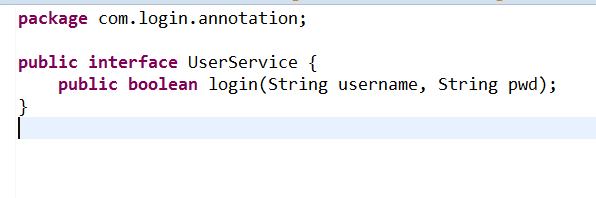 package com.login.annotation;
public interface UserService {
public boolean login(String username, String pwd);
}